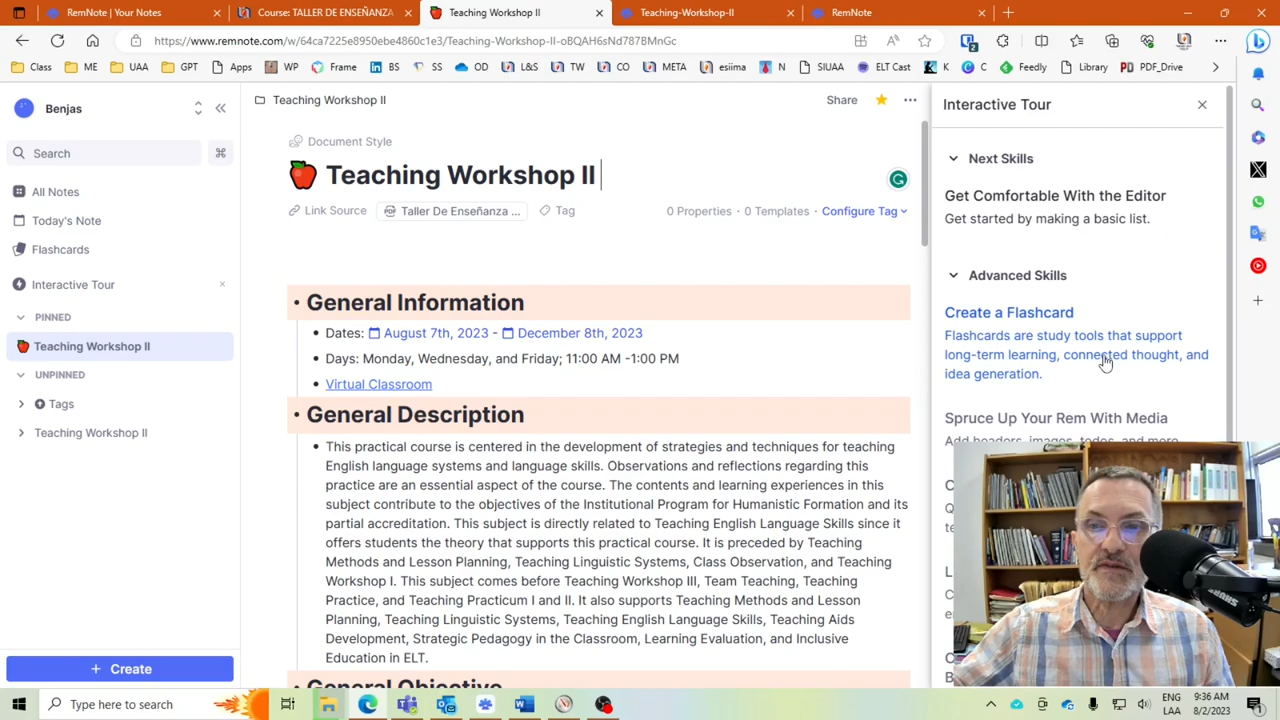 RemNote | Your Notes
Course: TALLER DE ENSEÑANZA
Teaching Workshop II
Teaching-Workshop-II
RemNote
https://www.remnote.com/w/64ca7225e8950ebe4860c1e3/Teaching-Workshop-II-oBQAH6sNd787BMnGc
Class
ME
UAA
GPT
Apps
WP
Frame
BS
SS
OD
L&S
TW
CO
META
esiima
N
SIUAA
ELT Cast
K
C
Feedly
Library
PDF_Drive
Benjas
Search
All Notes
Today's Note
Flashcards
Interactive Tour
PINNED
Teaching Workshop II
UNPINNED
Tags
Teaching Workshop II
+ Create
Teaching Workshop II
Share
Document Style
Teaching Workshop II
Link Source
Taller De Enseñanza ...
Tag
0 Properties · 0 Templates · Configure Tag
General Information
Dates: August 7th, 2023 - December 8th, 2023
Days: Monday, Wednesday, and Friday; 11:00 AM -1:00 PM
Virtual Classroom
General Description
This practical course is centered in the development of strategies and techniques for teaching
English language systems and language skills. Observations and reflections regarding this
practice are an essential aspect of the course. The contents and learning experiences in this
subject contribute to the objectives of the Institutional Program for Humanistic Formation and its
partial accreditation. This subject is directly related to Teaching English Language Skills since it
offers students the theory that supports this practical course. It is preceded by Teaching
Methods and Lesson Planning, Teaching Linguistic Systems, Class Observation, and Teaching
Workshop I. This subject comes before Teaching Workshop III, Team Teaching, Teaching
Practice, and Teaching Practicum I and II. It also supports Teaching Methods and Lesson
Planning, Teaching Linguistic Systems, Teaching English Language Skills, Teaching Aids
Development, Strategic Pedagogy in the Classroom, Learning Evaluation, and Inclusive
Education in ELT.
General Objective
Interactive Tour
Next Skills
Get Comfortable With the Editor
Get started by making a basic list.
Advanced Skills
Create a Flashcard
Flashcards are study tools that support
long-term learning, connected thought, and
idea generation.
Spruce Up Your Rem With Media
Add headers, images, todos, and more
Type here to search
ENG
LAA
9:36 AM
8/2/2023